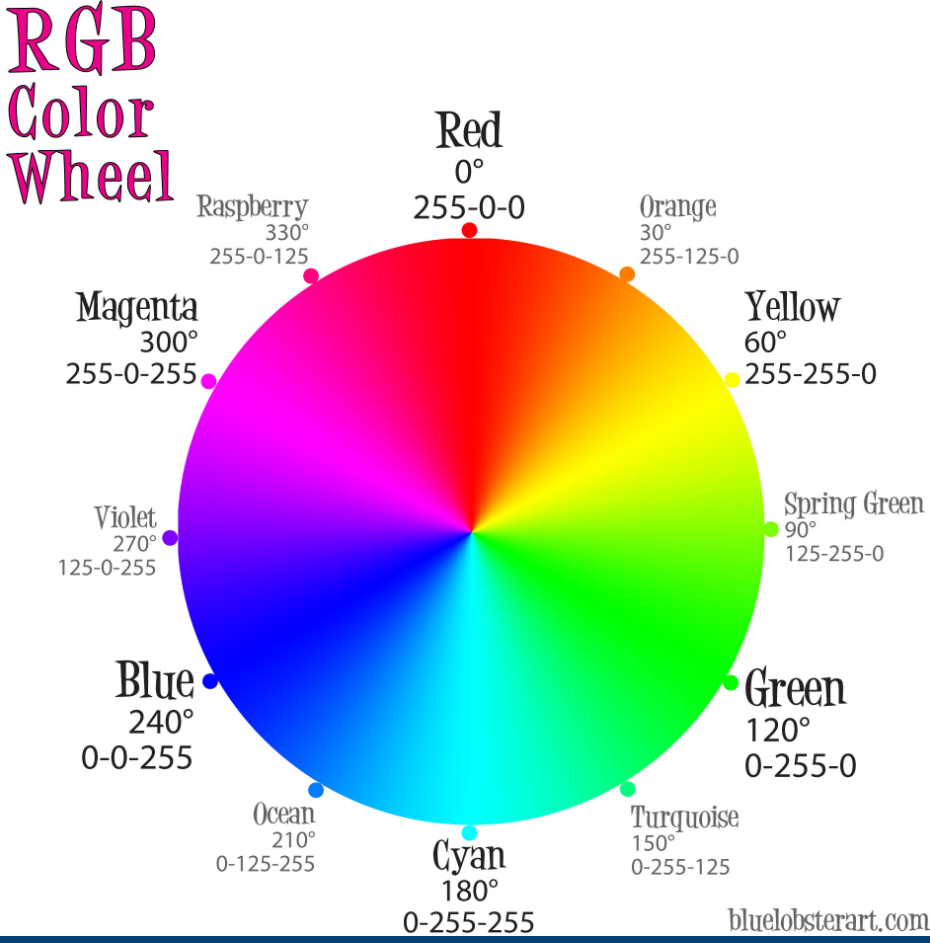 RGB
Color
Wheel
Red
0°
255-0-0
Raspberry
330°
255-0-125
Orange
30°
255-125-0
Magenta
300°
255-0-255
Yellow
60°
255-255-0
Violet
270°
125-0-255
Spring Green
90°
125-255-0
Blue
240°
0-0-255
Green
120°
0-255-0
Ocean
210°
0-125-255
Turquoise
150°
0-255-125
Cyan
180°
0-255-255
bluelobsterart.com